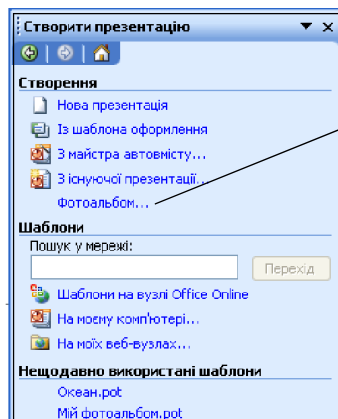 Створити презентацію
Створення
Нова презентація
Із шаблона оформлення
З майстра автовмісту...
З існуючої презентації...
Фотоальбом...
Шаблони
Пошук у мережі:
Перехід
Шаблони на вузлі Office Online
На моєму комп'ютері...
На моїх веб-вузлах...
Нещодавно використані шаблони
Океан.pot
Мій фотоальбом.pot